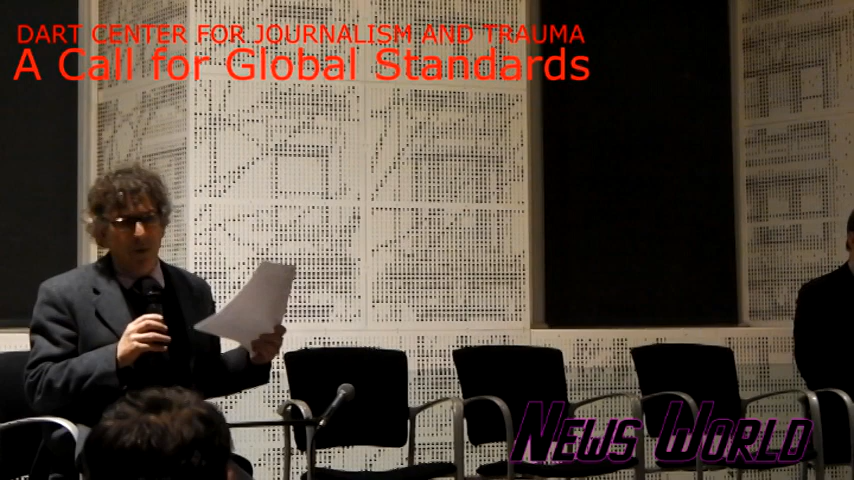 DART CENTER FOR JOURNALISM AND TRAUMA
A Call for Global Standards
News World